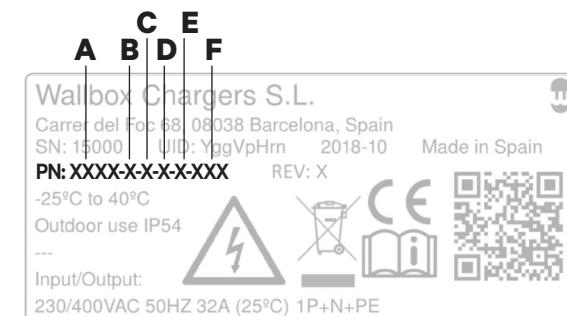 C E
A B D F
Wallbox Chargers S.L.
Carrer del Foc 68, 08038 Barcelona, Spain
SN: 15000 UID: YggVpHrn 2018-10 Made in Spain
PN: XXXX-X-X-X-X-XXX REV: X
-25ºC to 40ºC
Outdoor use IP54
---
Input/Output:
230/400VAC 50HZ 32A (25ºC) 1P+N+PE
CE
i